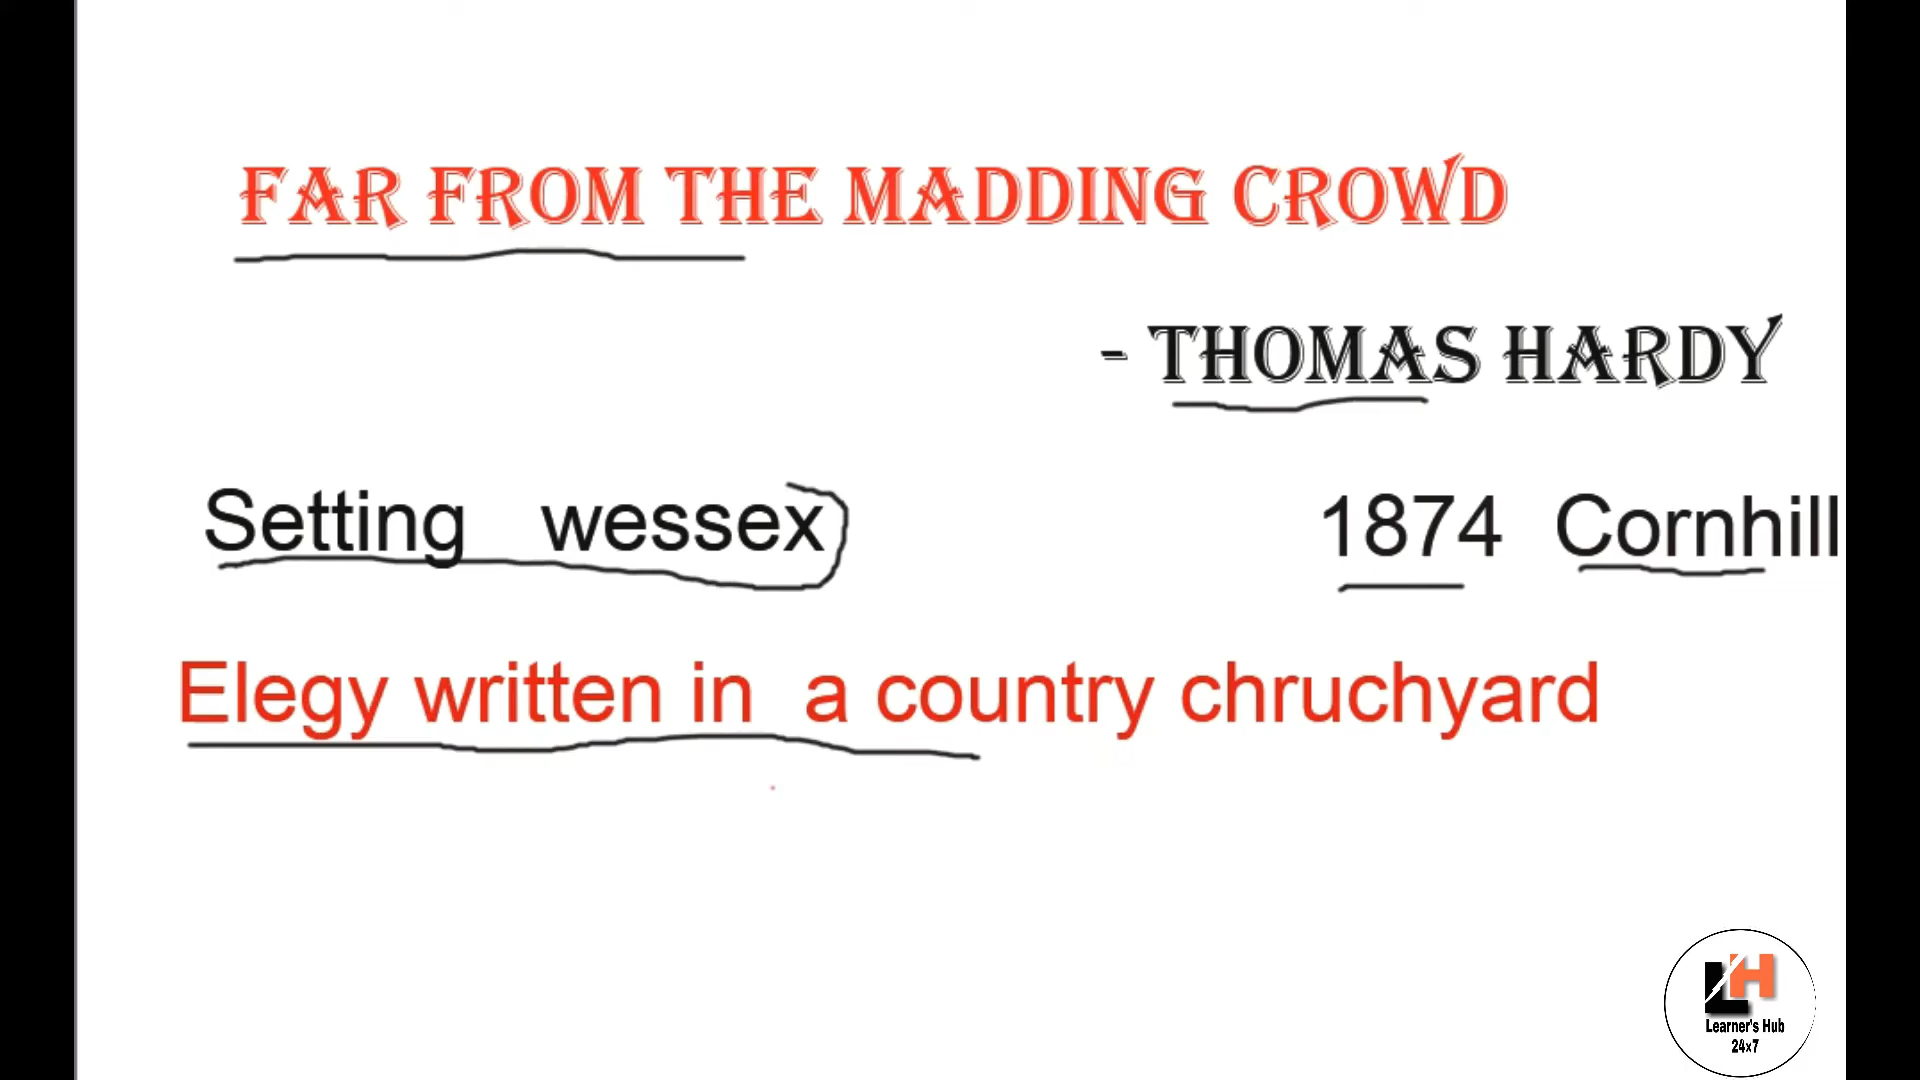 FAR FROM THE MADDING CROWD
- THOMAS HARDY
Setting wessex 1874 Cornhill
Elegy written in a country chruchyard
LH
Learner's Hub
24x7